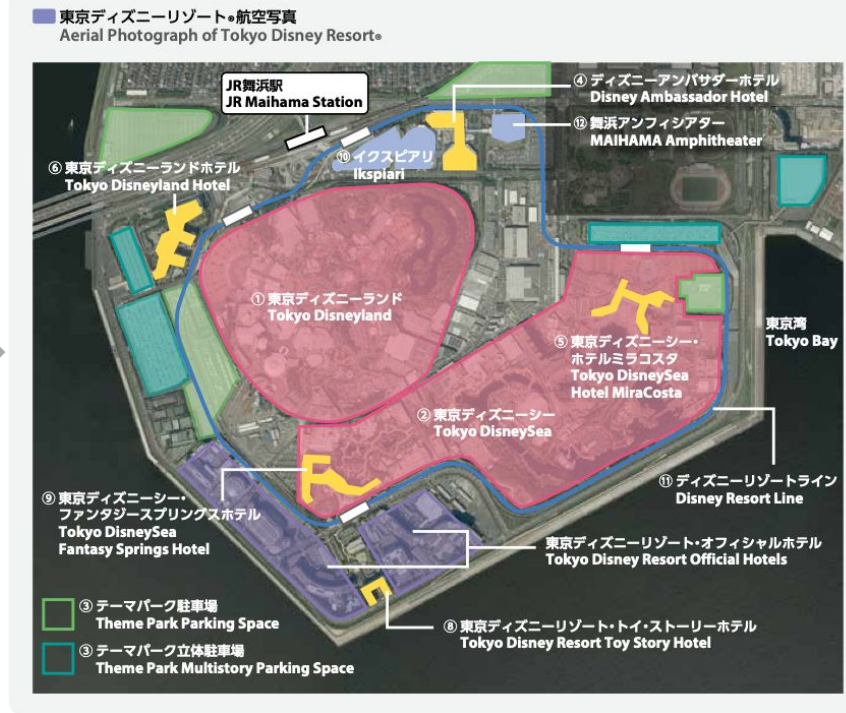 東京ディズニーリゾート®航空写真
Aerial Photograph of Tokyo Disney Resort®
JR舞浜駅
JR Maihama Station
④ ディズニーアンバサダーホテル
Disney Ambassador Hotel
⑫ 舞浜アンフィシアター
MAIHAMA Amphitheater
⑩ イクスピアリ
Ikspiari
⑥ 東京ディズニーランドホテル
Tokyo Disneyland Hotel
① 東京ディズニーランド
Tokyo Disneyland
東京湾
Tokyo Bay
⑤ 東京ディズニーシー・
ホテルミラコスタ
Tokyo DisneySea
Hotel MiraCosta
② 東京ディズニーシー
Tokyo DisneySea
⑪ ディズニーリゾートライン
Disney Resort Line
⑨ 東京ディズニーシー・
ファンタジースプリングスホテル
Tokyo DisneySea
Fantasy Springs Hotel
東京ディズニーリゾート・オフィシャルホテル
Tokyo Disney Resort Official Hotels
③ テーマパーク駐車場
Theme Park Parking Space
⑧ 東京ディズニーリゾート・トイ・ストーリーホテル
Tokyo Disney Resort Toy Story Hotel
③ テーマパーク立体駐車場
Theme Park Multistory Parking Space